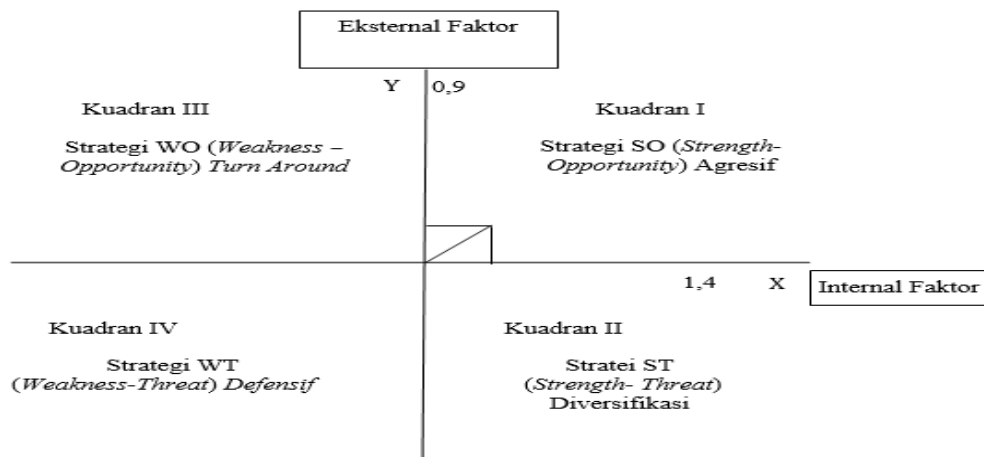 Eksternal Faktor
Y 0,9
Kuadran III
Strategi WO (Weakness –
Opportunity) Turn Around
Kuadran I
Strategi SO (Strength-
Opportunity) Agresif
1,4 X
Internal Faktor
Kuadran IV
Strategi WT
(Weakness-Threat) Defensif
Kuadran II
Stratei ST
(Strength- Threat)
Diversifikasi